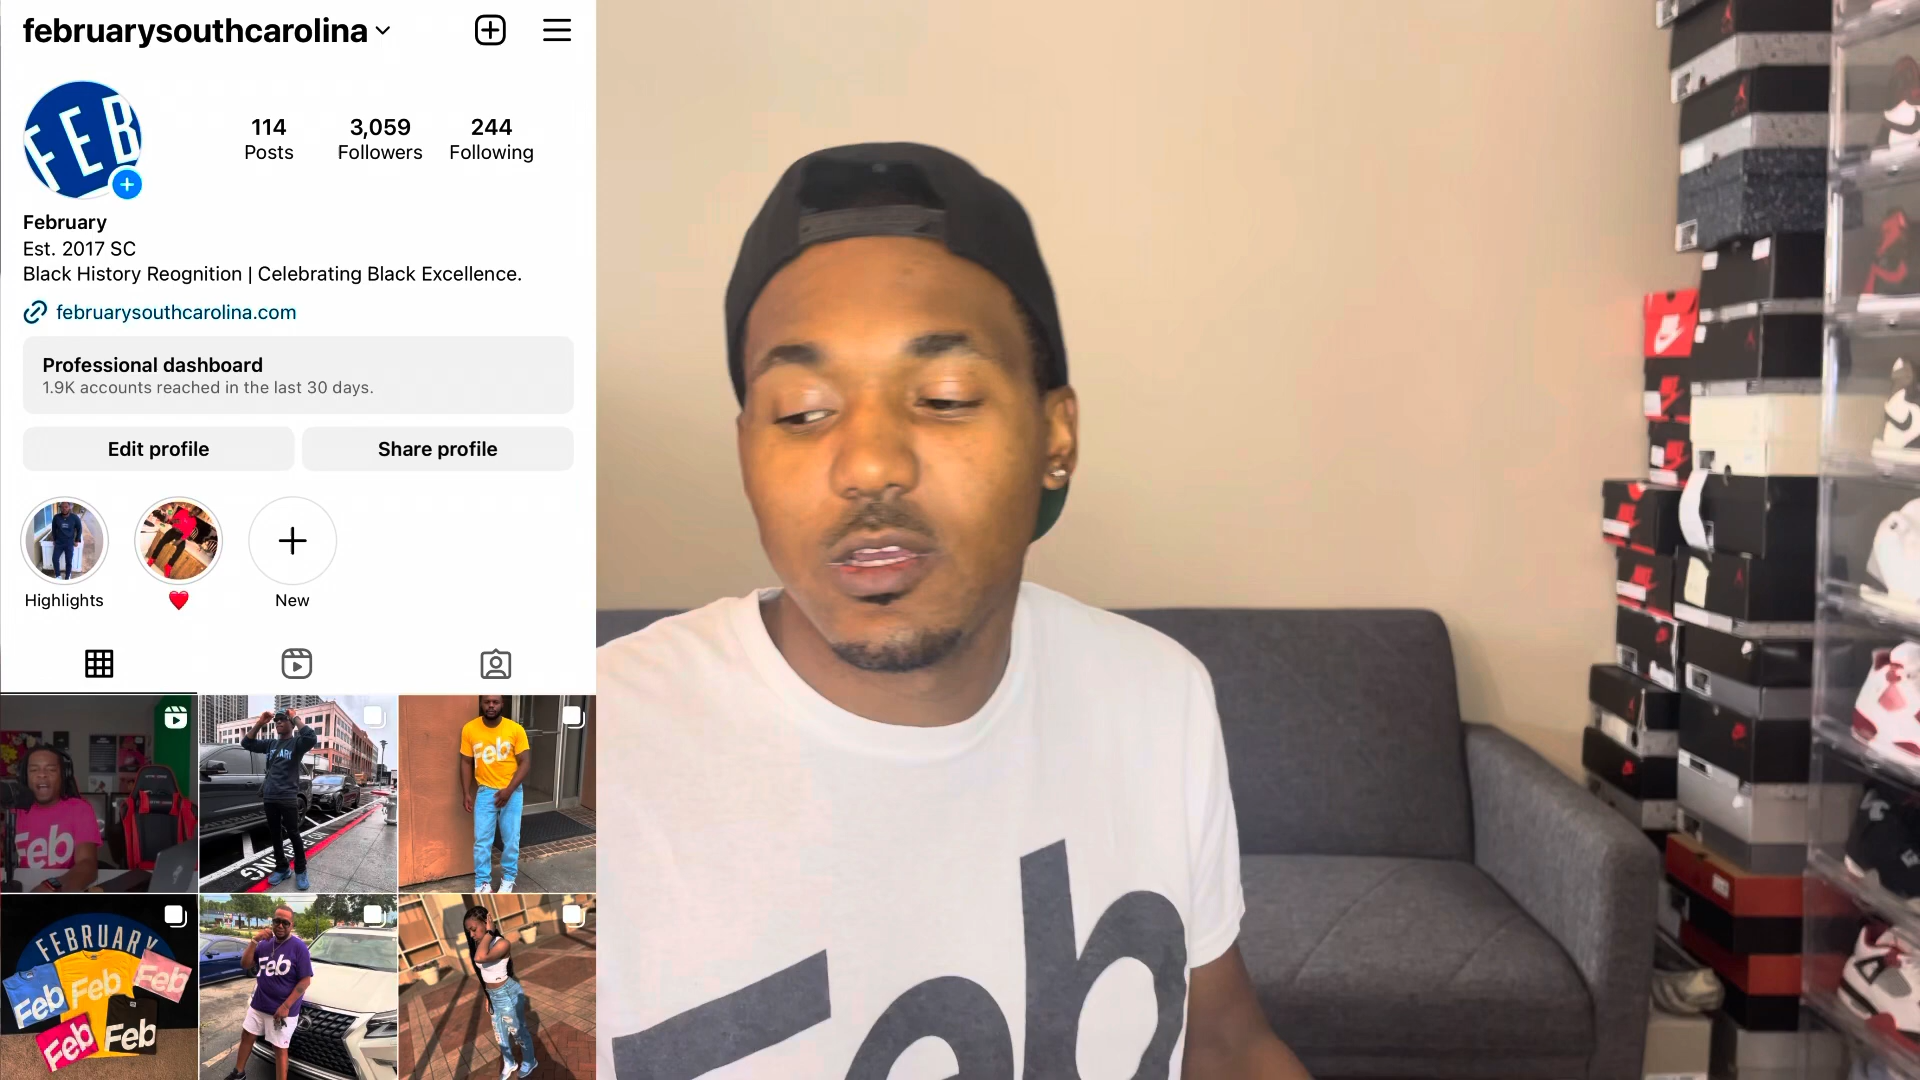 februarysouthcarolina
FEB
114
Posts
3,059
Followers
244
Following
February
Est. 2017 SC
Black History Reognition | Celebrating Black Excellence.
februarysouthcarolina.com
Professional dashboard
1.9K accounts reached in the last 30 days.
Edit profile
Share profile
Highlights
New
Feb
Feb
FEBRUARY
Feb
Feb
Feb
Feb
Feb
Feb
Feb